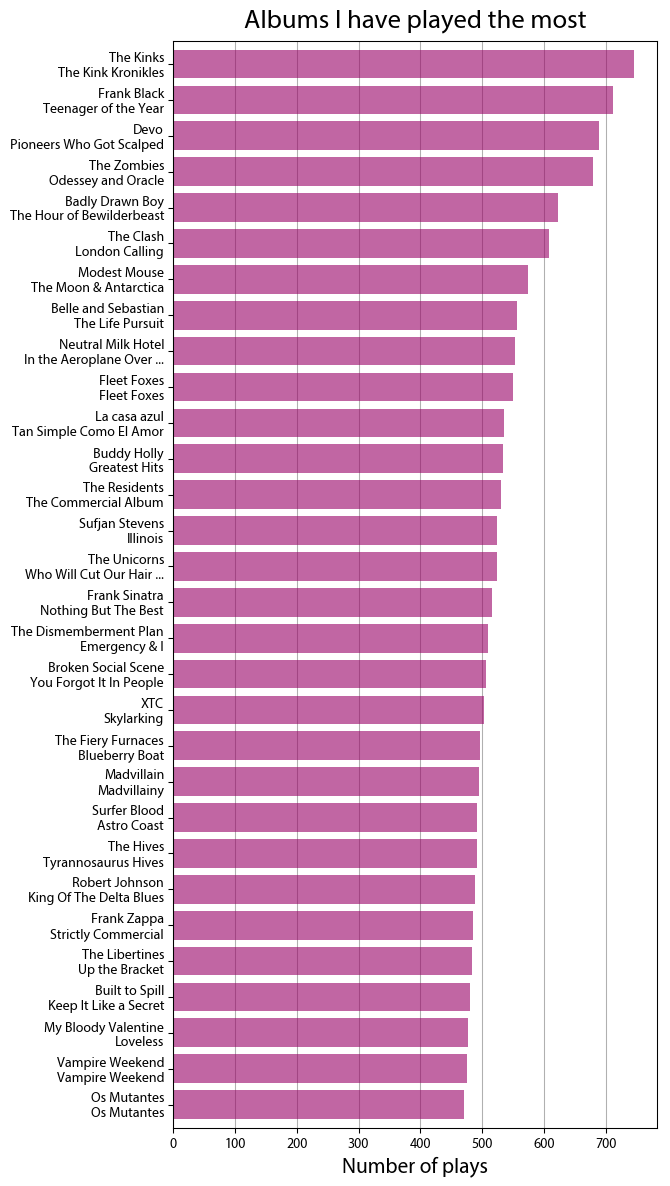 Albums I have played the most
The Kinks
The Kink Kronikles
Frank Black
Teenager of the Year
Devo
Pioneers Who Got Scalped
The Zombies
Odessey and Oracle
Badly Drawn Boy
The Hour of Bewilderbeast
The Clash
London Calling
Modest Mouse
The Moon & Antarctica
Belle and Sebastian
The Life Pursuit
Neutral Milk Hotel
In the Aeroplane Over ...
Fleet Foxes
Fleet Foxes
La casa azul
Tan Simple Como El Amor
Buddy Holly
Greatest Hits
The Residents
The Commercial Album
Sufjan Stevens
Illinois
The Unicorns
Who Will Cut Our Hair ...
Frank Sinatra
Nothing But The Best
The Dismemberment Plan
Emergency & I
Broken Social Scene
You Forgot It In People
XTC
Skylarking
The Fiery Furnaces
Blueberry Boat
Madvillain
Madvillainy
Surfer Blood
Astro Coast
The Hives
Tyrannosaurus Hives
Robert Johnson
King Of The Delta Blues
Frank Zappa
Strictly Commercial
The Libertines
Up the Bracket
Built to Spill
Keep It Like a Secret
My Bloody Valentine
Loveless
Vampire Weekend
Vampire Weekend
Os Mutantes
Os Mutantes
0 100 200 300 400 500 600 700
Number of plays